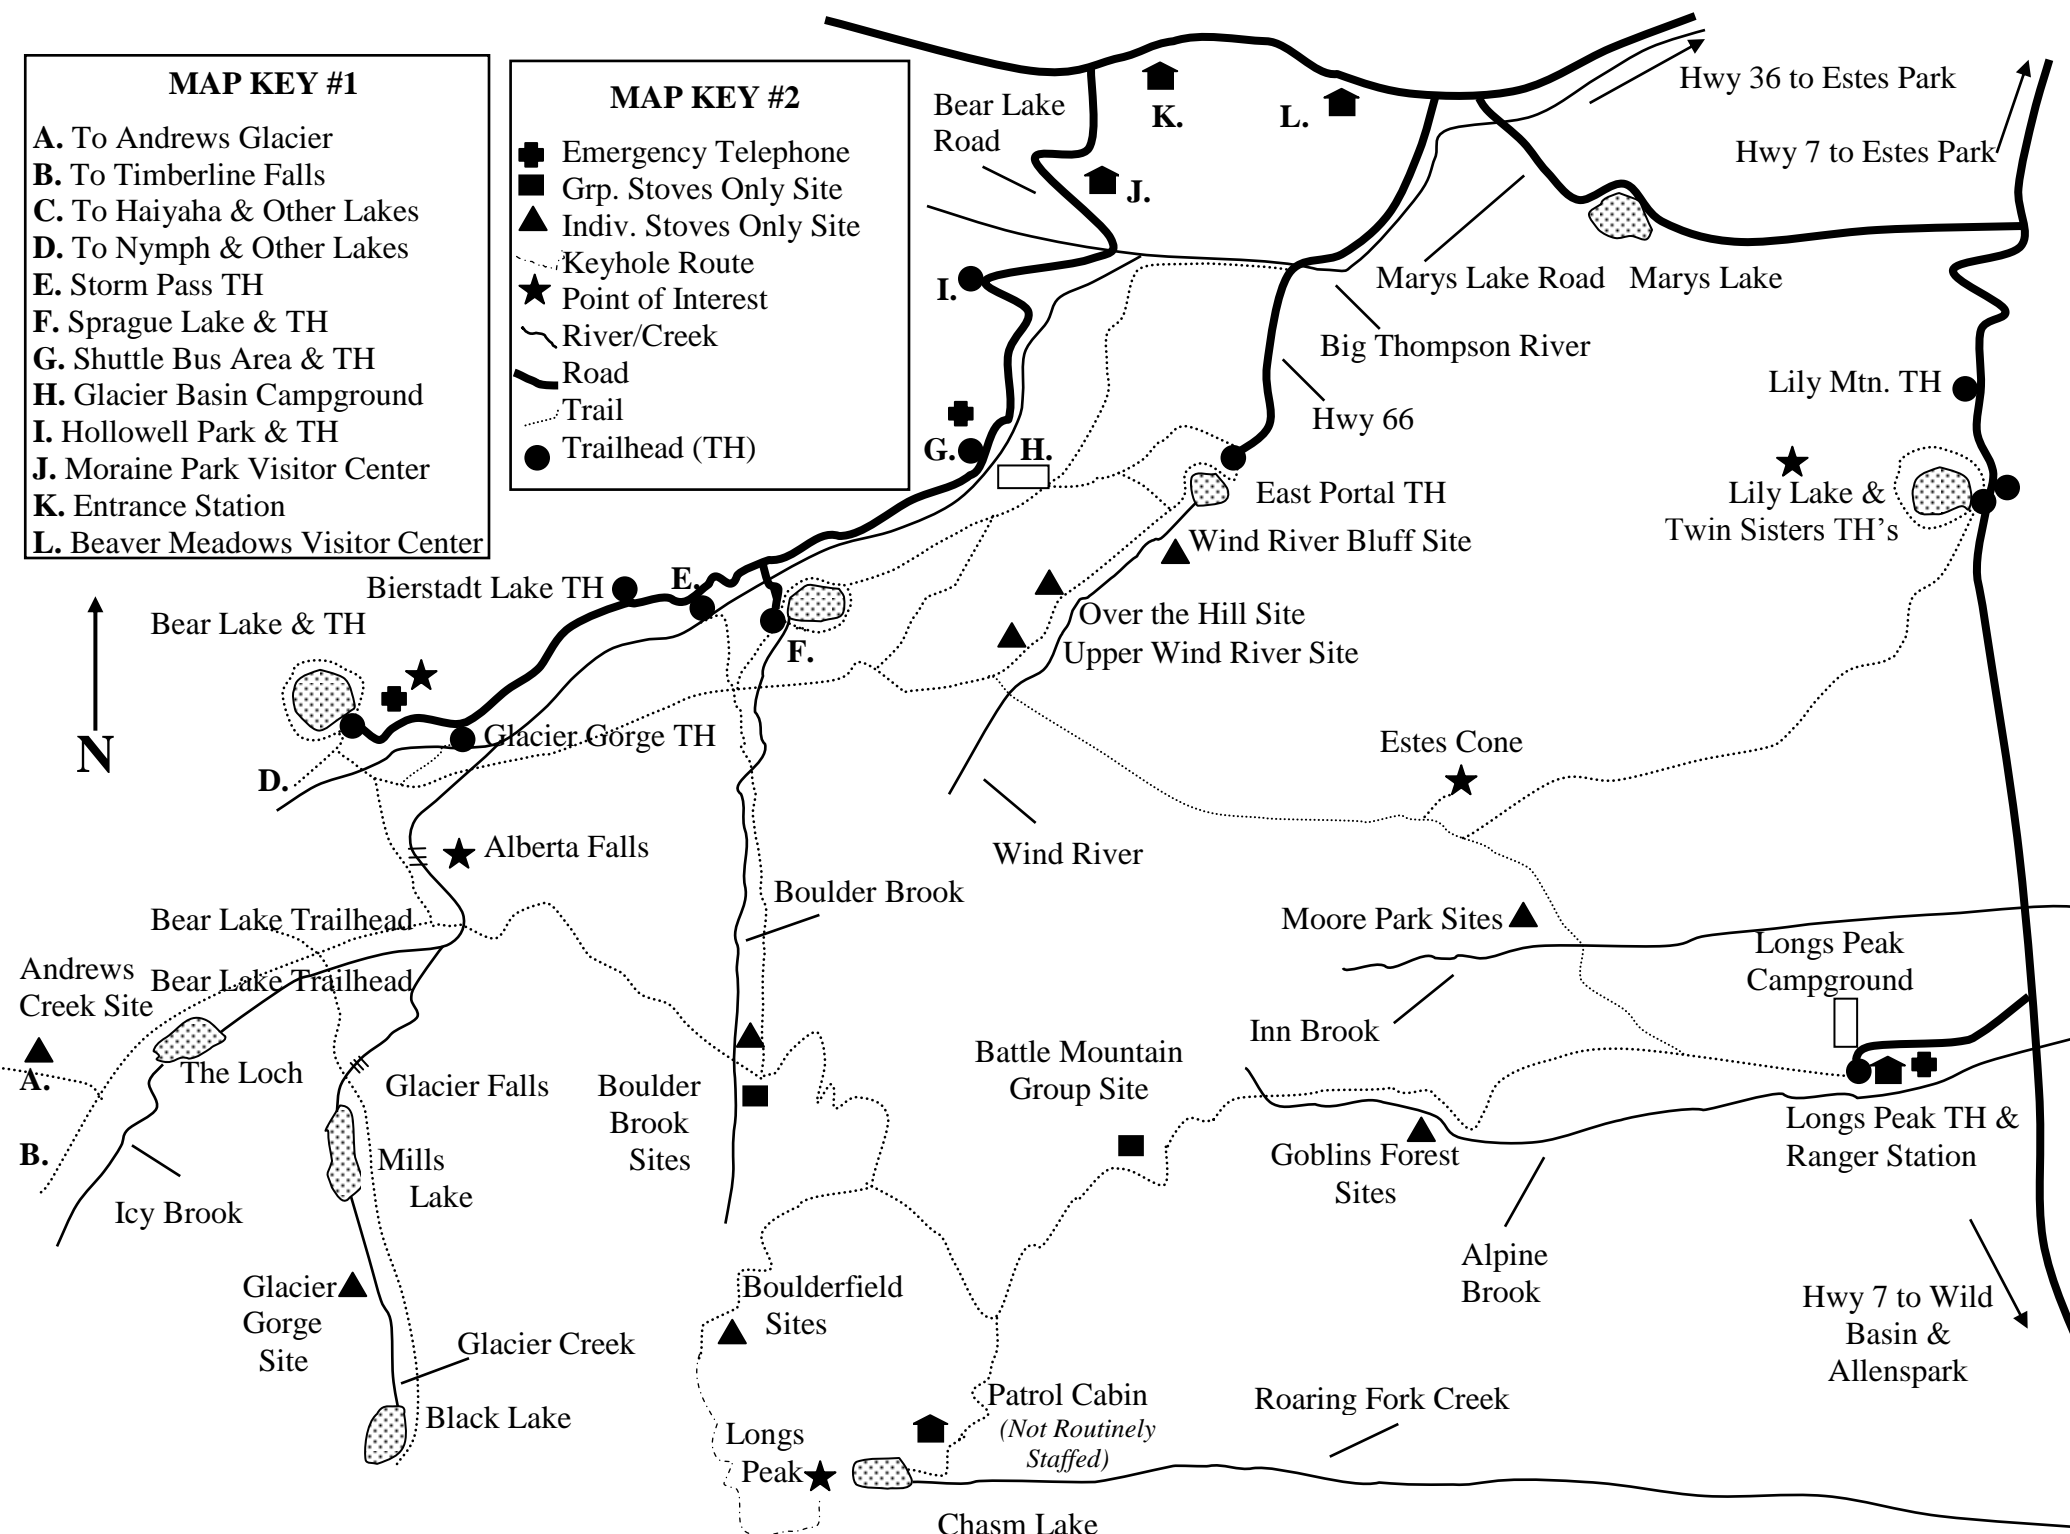 MAP KEY #1
A. To Andrews Glacier
B. To Timberline Falls
C. To Haiyaha & Other Lakes
D. To Nymph & Other Lakes
E. Storm Pass TH
F. Sprague Lake & TH
G. Shuttle Bus Area & TH
H. Glacier Basin Campground
I. Hollowell Park & TH
J. Moraine Park Visitor Center
K. Entrance Station
L. Beaver Meadows Visitor Center
MAP KEY #2
Emergency Telephone
Grp. Stoves Only Site
Indiv. Stoves Only Site
Keyhole Route
Point of Interest
River/Creek
Road
Trail
Trailhead (TH)
Bear Lake
Road
K.
L.
J.
I.
Hwy 36 to Estes Park
Hwy 7 to Estes Park
Marys Lake Road
Marys Lake
Big Thompson River
Hwy 66
Lily Mtn. TH
G.
H.
East Portal TH
Lily Lake &
Twin Sisters TH's
Wind River Bluff Site
Bierstadt Lake TH
E.
Bear Lake & TH
F.
Over the Hill Site
Upper Wind River Site
N
D.
Glacier Gorge TH
Estes Cone
Alberta Falls
Wind River
Boulder Brook
Bear Lake Trailhead
Moore Park Sites
Longs Peak
Campground
Andrews
Creek Site
Bear Lake Trailhead
Inn Brook
A.
The Loch
Glacier Falls
Boulder
Brook
Sites
Battle Mountain
Group Site
Longs Peak TH &
Ranger Station
B.
Mills
Lake
Goblins Forest
Sites
Icy Brook
Alpine
Brook
Glacier
Gorge
Site
Boulderfield
Sites
Hwy 7 to Wild
Basin &
Allenspark
Glacier Creek
Black Lake
Patrol Cabin
(Not Routinely
Staffed)
Roaring Fork Creek
Longs
Peak
Chasm Lake